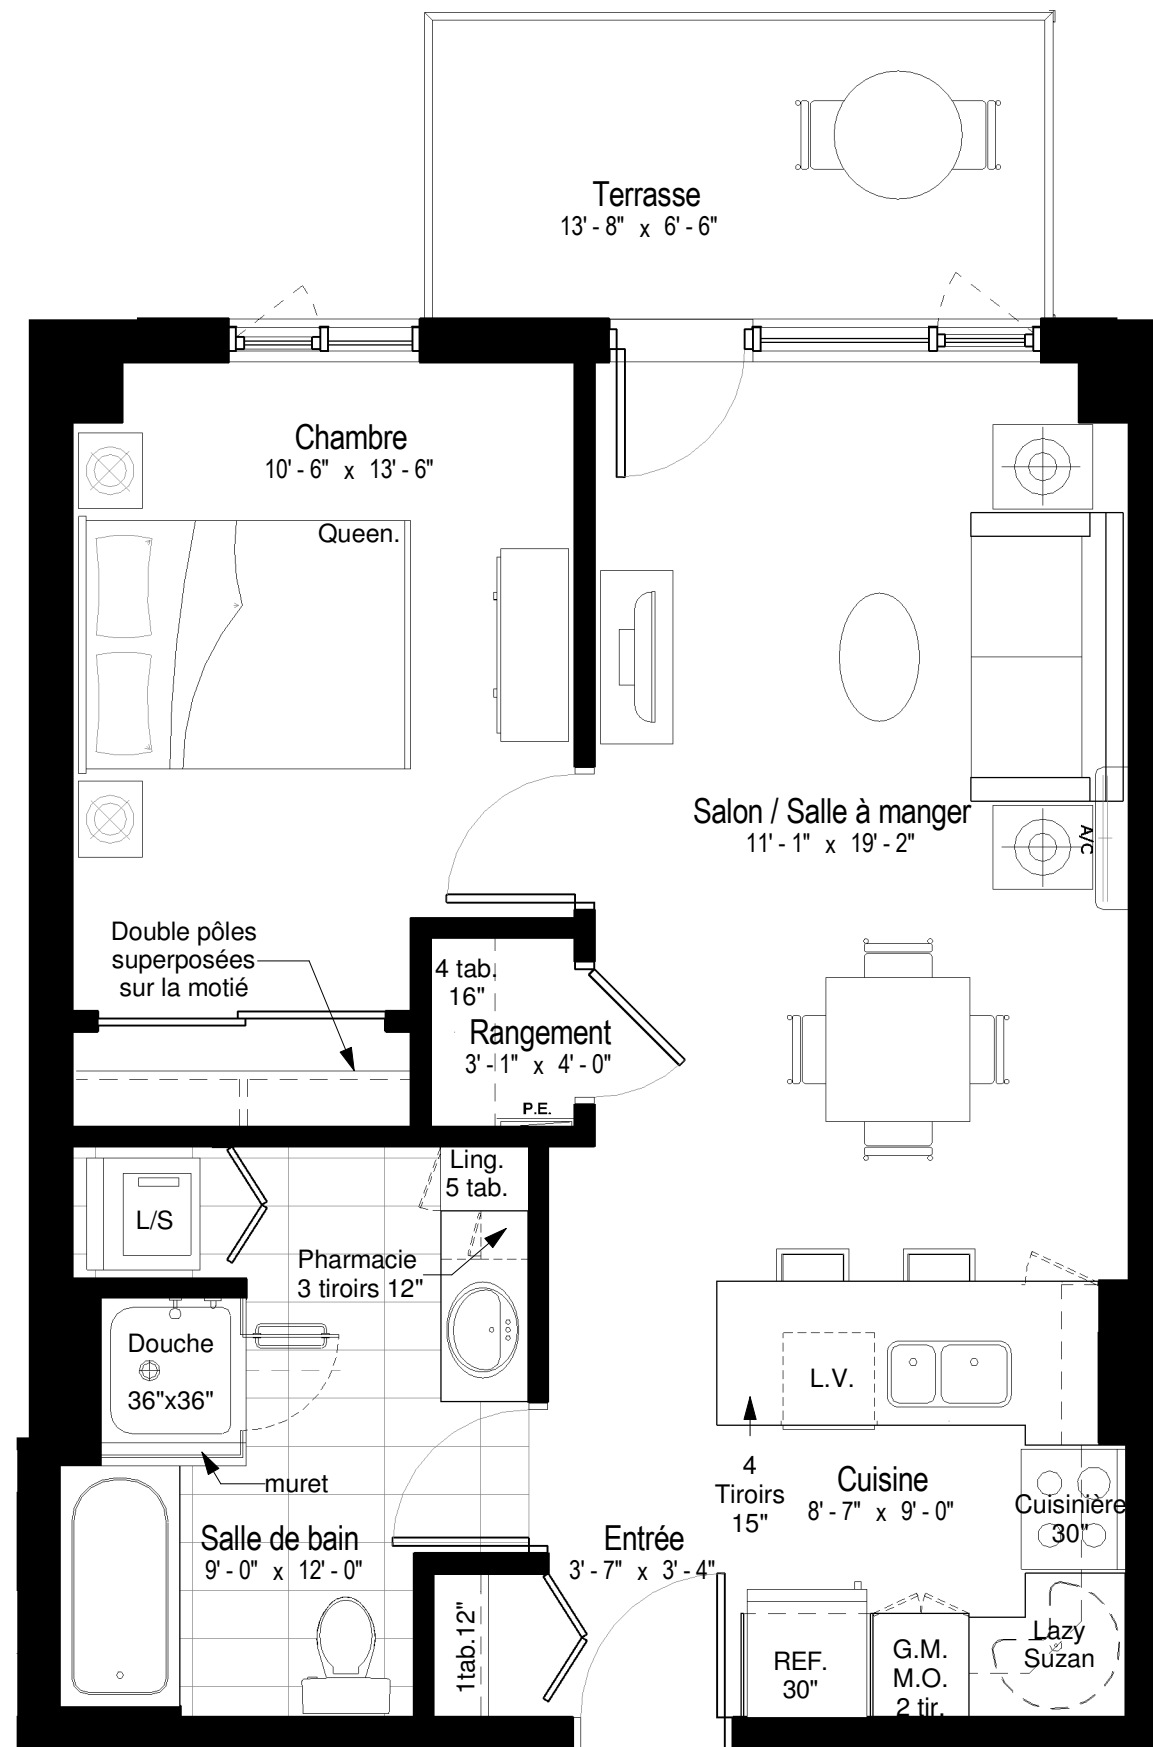 Terrasse
13' - 8" x 6' - 6"
Chambre
10' - 6" x 13' - 6"
Queen.
Salon / Salle à manger
11' - 1" x 19' - 2"
A/C
Double pôles
superposées
sur la motié
4 tab.
16"
Rangement
3' - 1" x 4' - 0"
P.E.
Ling.
5 tab.
L/S
Pharmacie
3 tiroirs 12"
Douche
36"x36"
L.V.
muret
4
Tiroirs
15"
Cuisine
8' - 7" x 9' - 0"
Cuisinière
30"
Salle de bain
9' - 0" x 12' - 0"
Entrée
3' - 7" x 3' - 4"
1tab.12"
REF.
30"
G.M.
M.O.
2 tir.
Lazy
Suzan